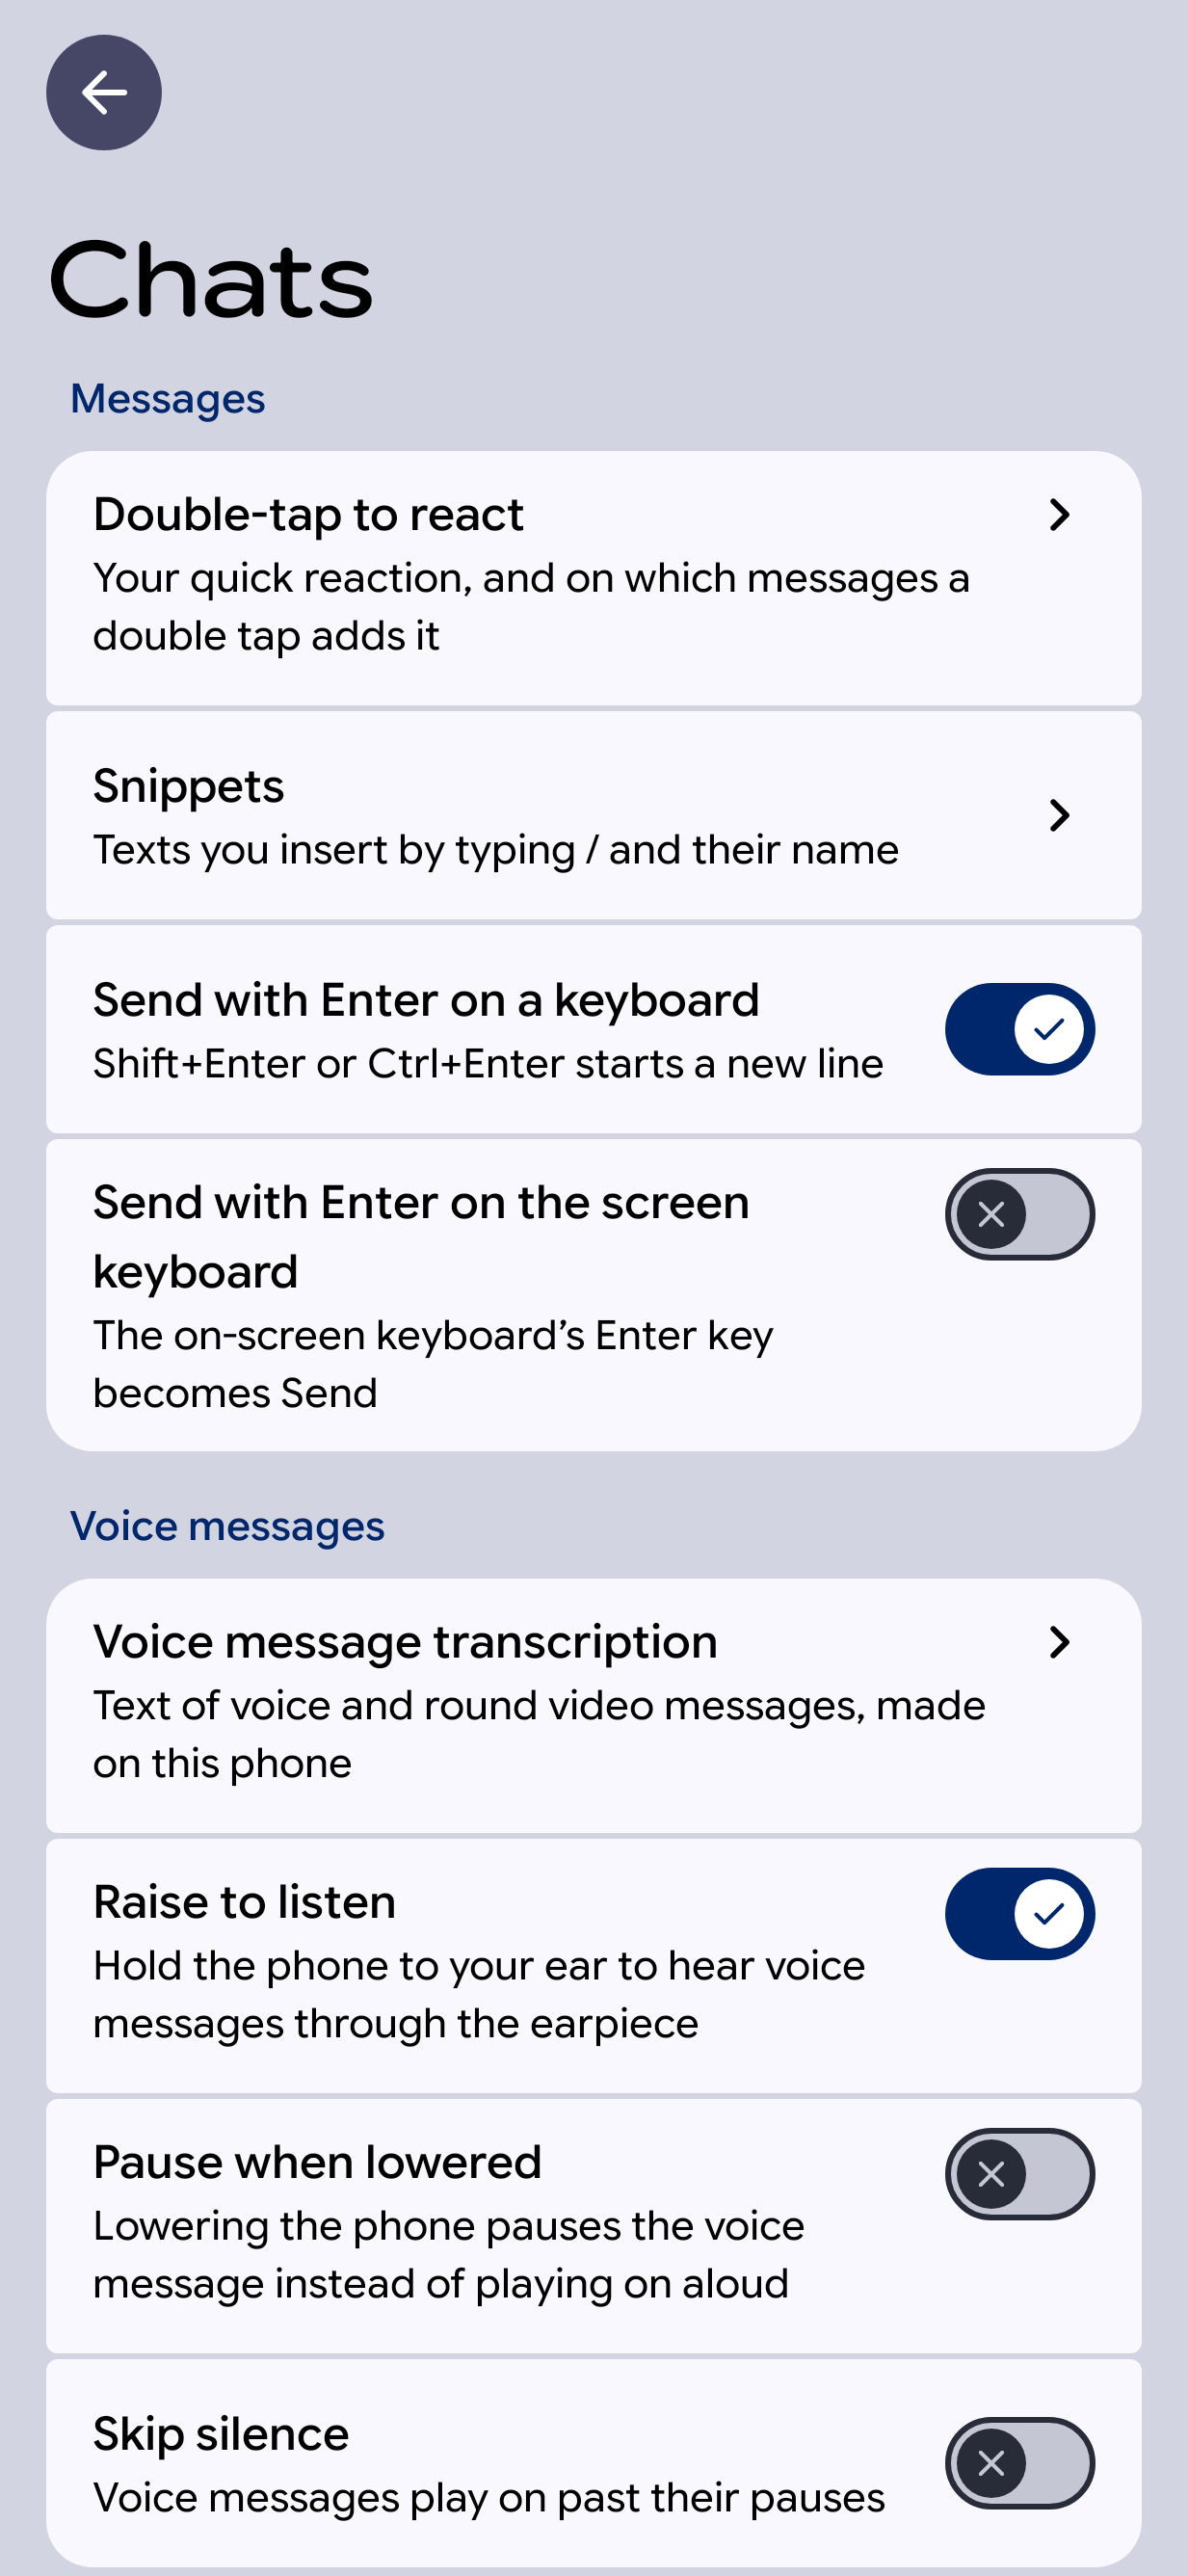 Chats
Messages
Double-tap to react
Your quick reaction, and on which messages a
double tap adds it
Snippets
Texts you insert by typing / and their name
Send with Enter on a keyboard
Shift+Enter or Ctrl+Enter starts a new line
Send with Enter on the screen
keyboard
The on-screen keyboard’s Enter key
becomes Send
Voice messages
Voice message transcription
Text of voice and round video messages, made
on this phone
Raise to listen
Hold the phone to your ear to hear voice
messages through the earpiece
Pause when lowered
Lowering the phone pauses the voice
message instead of playing on aloud
Skip silence
Voice messages play on past their pauses